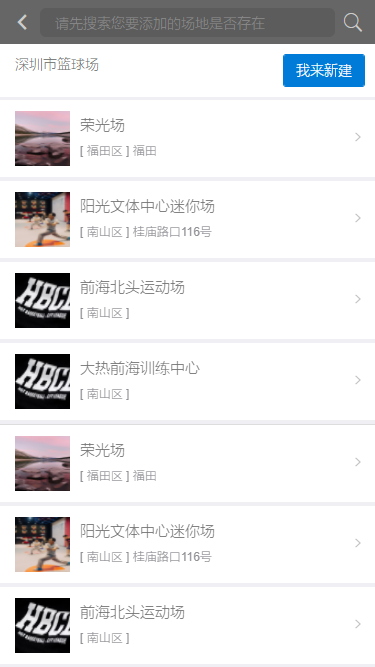 请先搜索您要添加的场地是否存在
深圳市篮球场
我来新建
荣光场
[ 福田区 ] 福田
阳光文体中心迷你场
[ 南山区 ] 桂庙路口116号
前海北头运动场
[ 南山区 ]
大热前海训练中心
[ 南山区 ]
荣光场
[ 福田区 ] 福田
阳光文体中心迷你场
[ 南山区 ] 桂庙路口116号
前海北头运动场
[ 南山区 ]